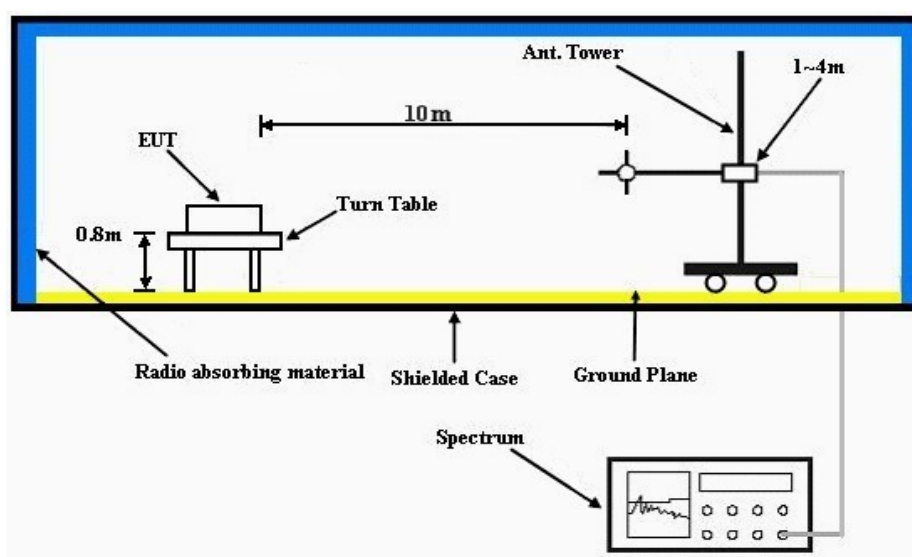 Ant. Tower
1~4m
10m
EUT
Turn Table
0.8m
Radio absorbing material
Shielded Case
Ground Plane
Spectrum